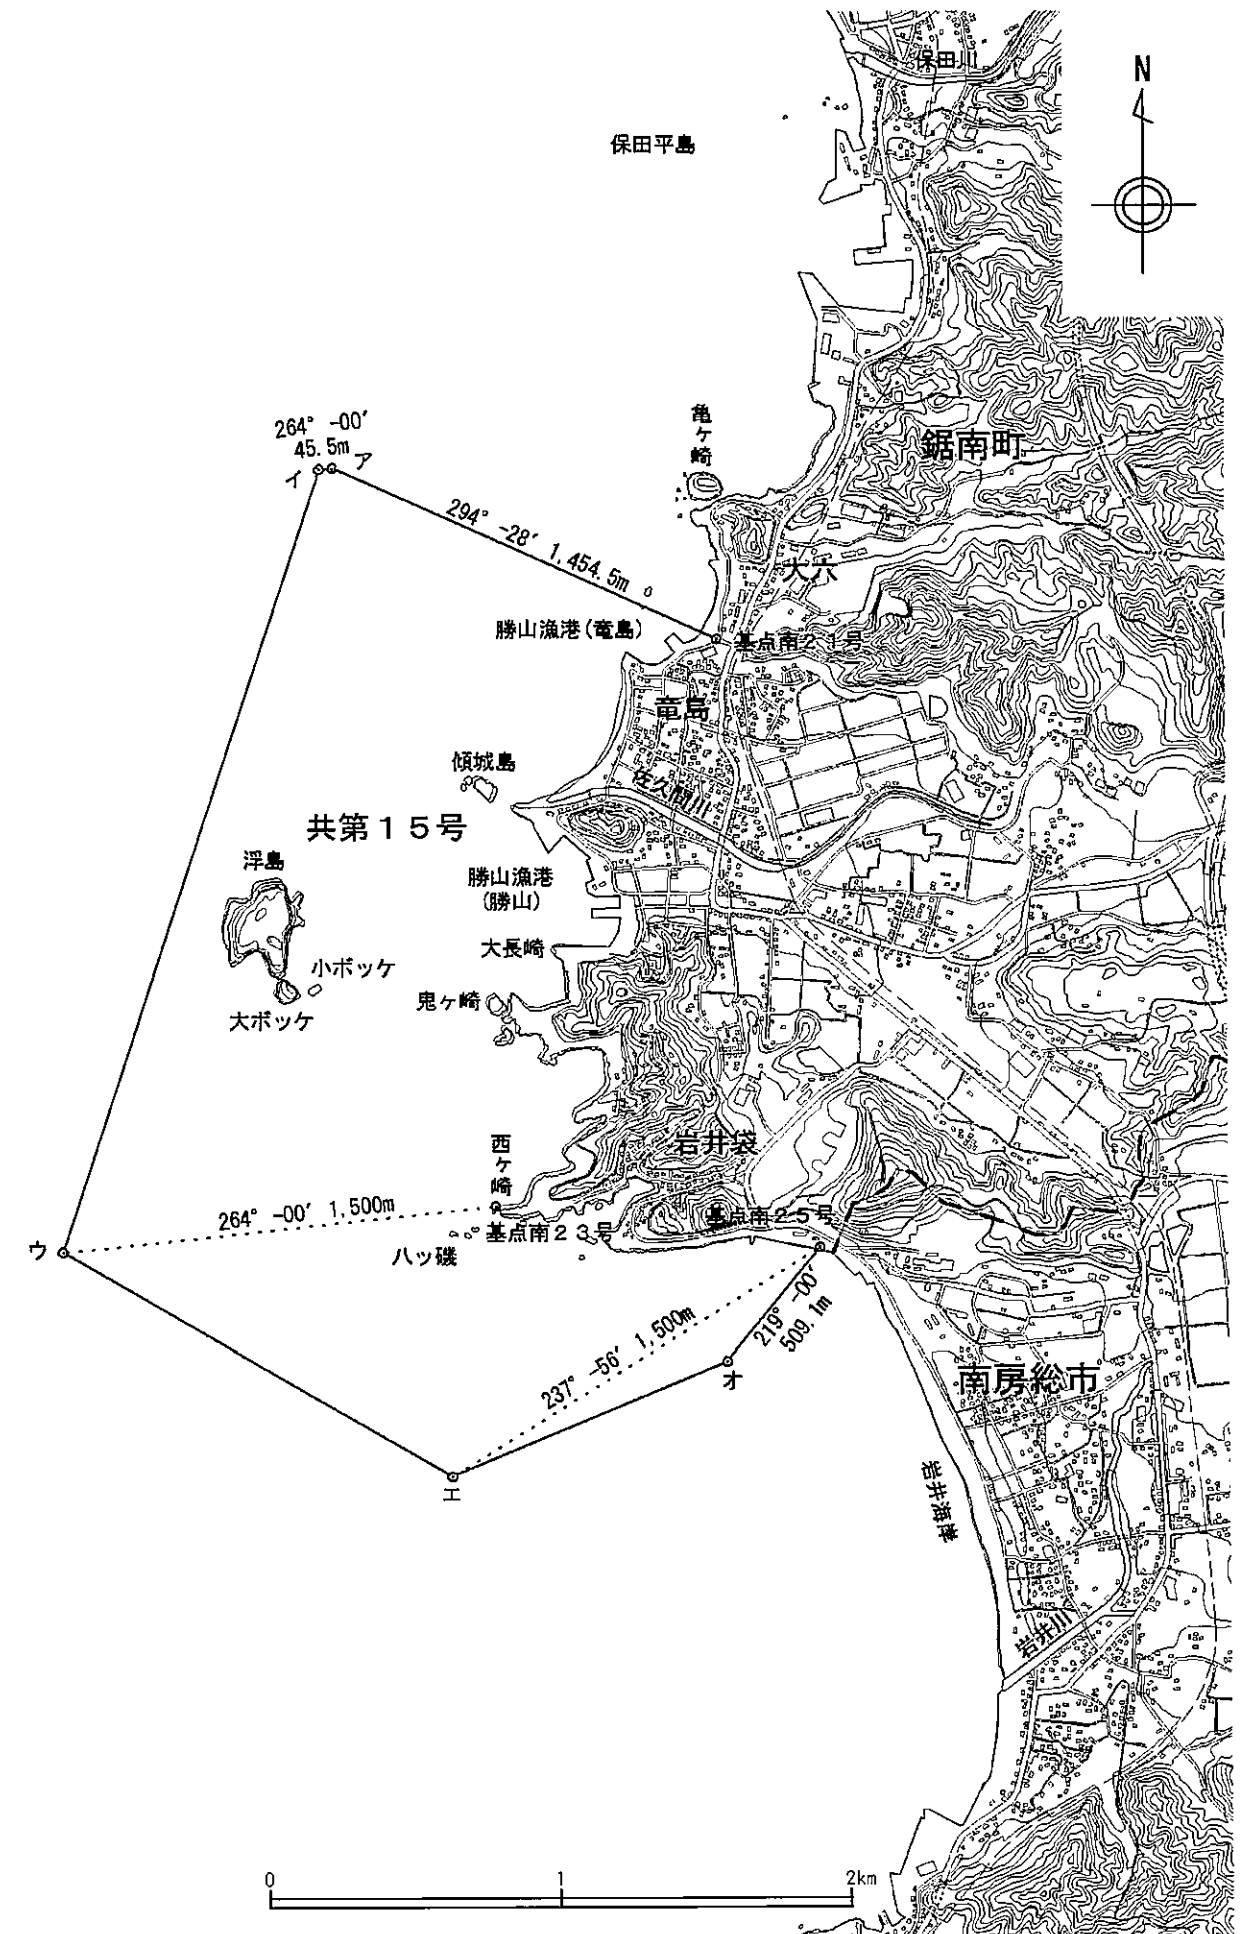 保田川
N
保田平島
264° -00′
45.5m
イ
ア
亀ヶ崎
鋸南町
294° -28′ 1,454.5m
大六
勝山漁港(竜島)
基点南21号
竜島
傾城島
佐久間川
共第15号
浮島
勝山漁港
(勝山)
大長崎
小ボッケ
鬼ヶ崎
大ボッケ
岩井袋
西ヶ崎
264° -00′ 1,500m
基点南25号
基点南23号
ウ
八ッ磯
219° -00′
509.1m
237° -56′ 1,500m
オ
南房総市
エ
岩井海岸
岩井川
0 1 2km